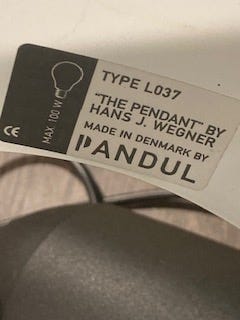 TYPE L037
"THE PENDANT" BY
HANS J. WEGNER
MADE IN DENMARK BY
PANDUL
MAX. 100 W
CE